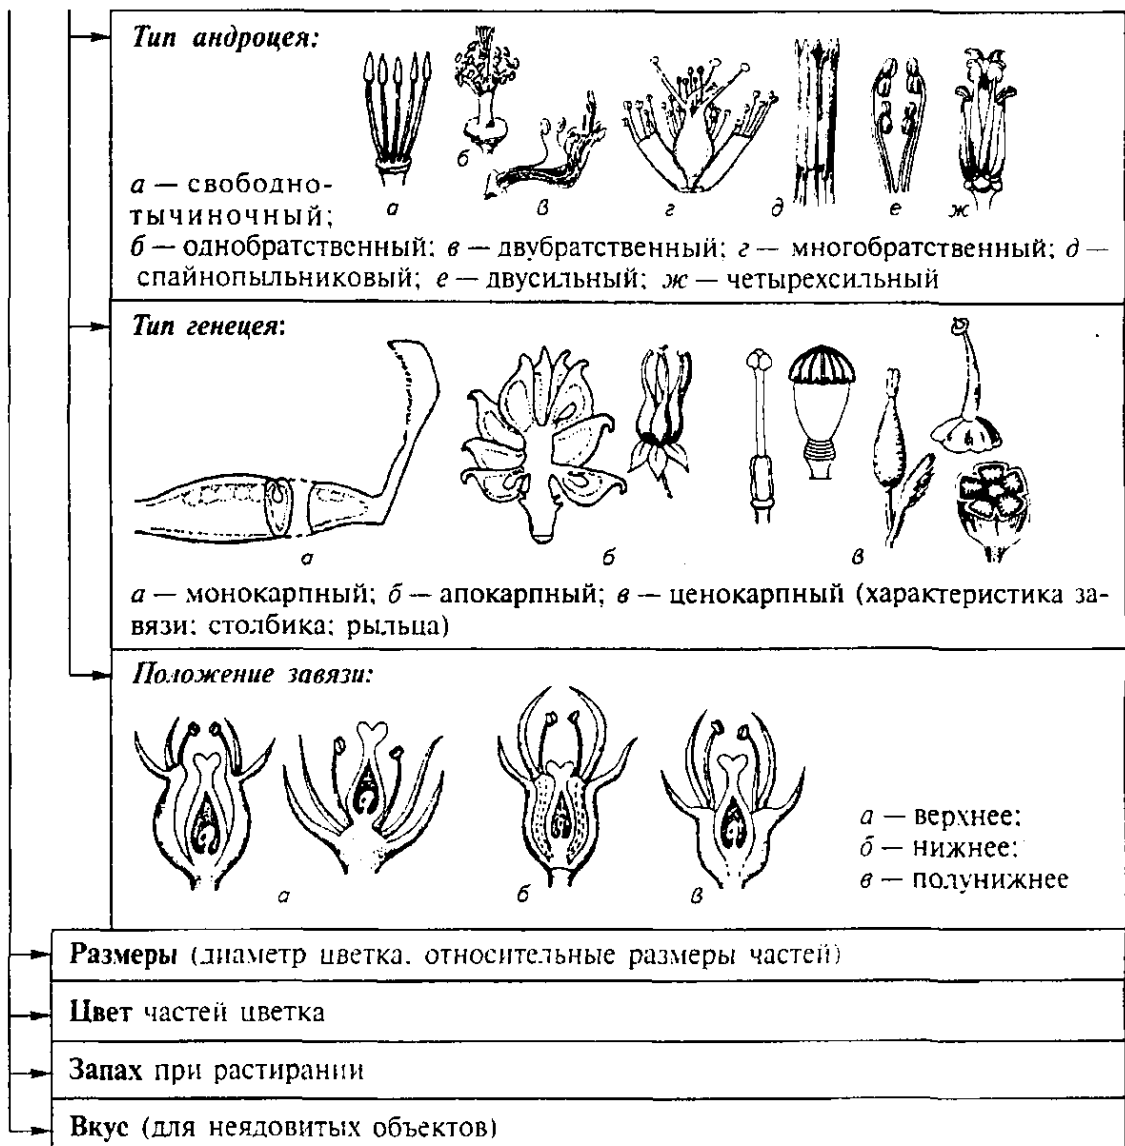 Тип андроцея:
а — свободно-
тычиночный;
а б в г д е ж
б — однобратственный; в — двубратственный; г — многобратственный; д —
спайнопыльниковый; е — двусильный; ж — четырехсильный
Тип генецея:
а б в
а — монокарпный; б — апокарпный; в — ценокарпный (характеристика за-
вязи; столбика; рыльца)
Положение завязи:
а — верхнее;
б — нижнее;
в — полунижнее
а б в
Размеры (диаметр цветка, относительные размеры частей)
Цвет частей цветка
Запах при растирании
Вкус (для неядовитых объектов)